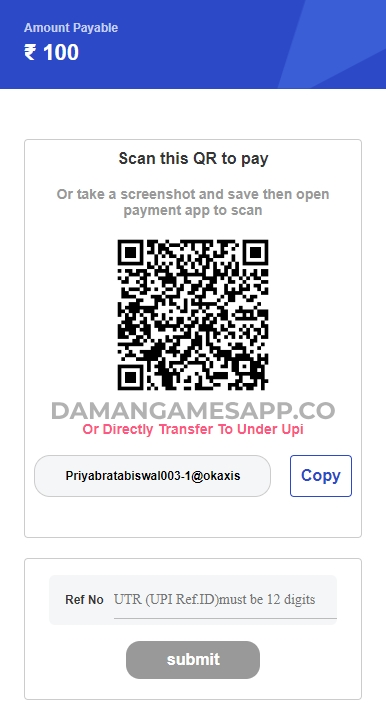 Amount Payable
₹ 100
Scan this QR to pay
Or take a screenshot and save then open
payment app to scan
DAMANGAMESAPP.CO
Or Directly Transfer To Under Upi
Priyabratabiswal003-1@okaxis
Copy
Ref No UTR (UPI Ref.ID)must be 12 digits
submit